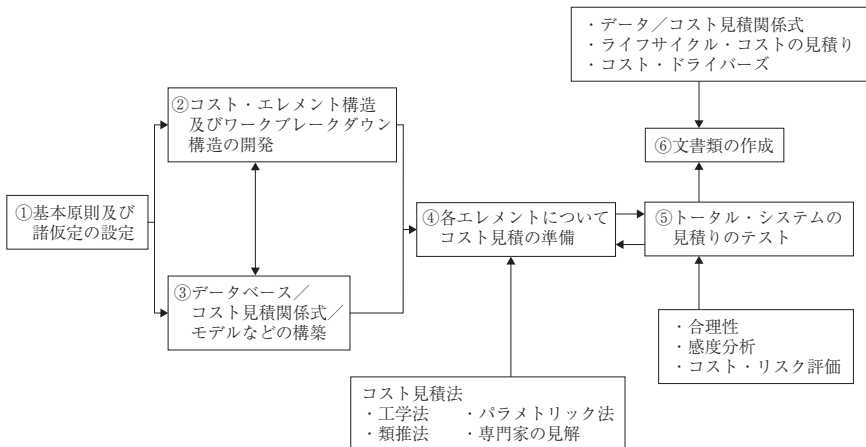 ・データ／コスト見積関係式
・ライフサイクル・コストの見積り
・コスト・ドライバーズ
②コスト・エレメント構造
及びワークブレークダウン
構造の開発
⑥文書類の作成
①基本原則及び
諸仮定の設定
④各エレメントについて
コスト見積の準備
⑤トータル・システムの
見積りのテスト
③データベース／
コスト見積関係式／
モデルなどの構築
・合理性
・感度分析
・コスト・リスク評価
コスト見積法
・工学法　・パラメトリック法
・類推法　・専門家の見解